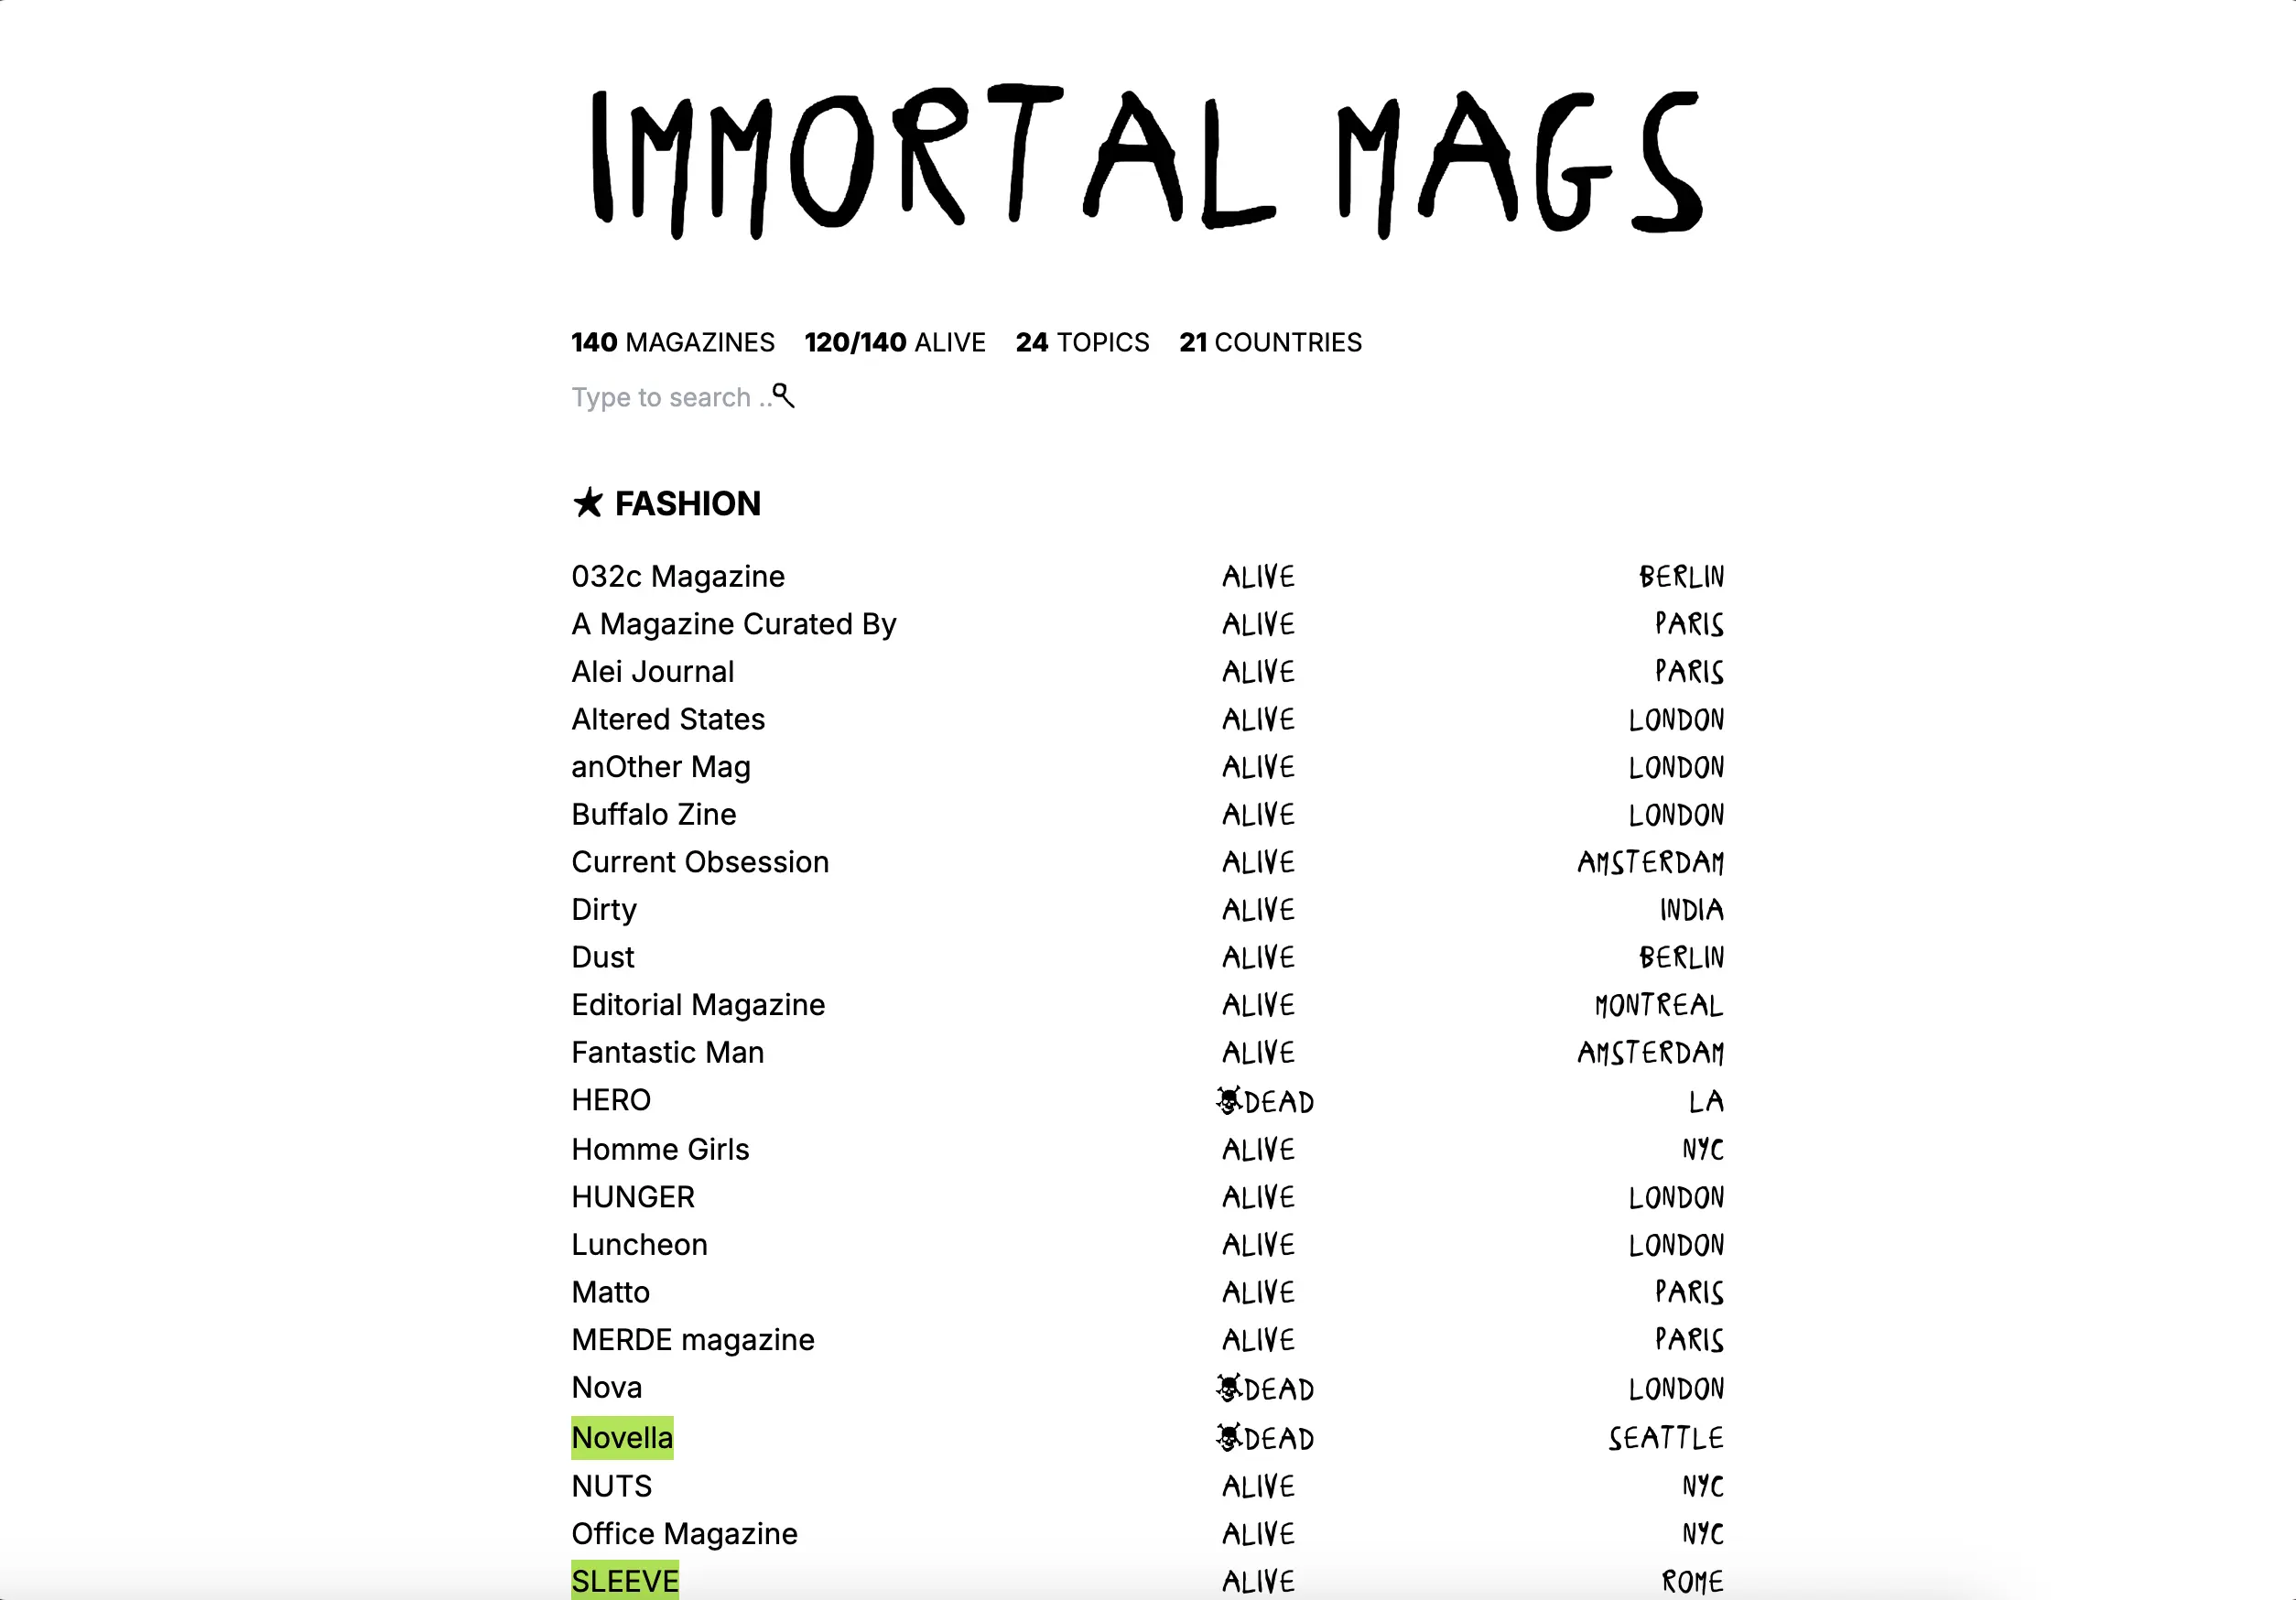 IMMORTAL MAGS
140 MAGAZINES 120/140 ALIVE 24 TOPICS 21 COUNTRIES
Type to search ..
FASHION
032c Magazine ALIVE BERLIN
A Magazine Curated By ALIVE PARIS
Alei Journal ALIVE PARIS
Altered States ALIVE LONDON
anOther Mag ALIVE LONDON
Buffalo Zine ALIVE LONDON
Current Obsession ALIVE AMSTERDAM
Dirty ALIVE INDIA
Dust ALIVE BERLIN
Editorial Magazine ALIVE MONTREAL
Fantastic Man ALIVE AMSTERDAM
HERO DEAD LA
Homme Girls ALIVE NYC
HUNGER ALIVE LONDON
Luncheon ALIVE LONDON
Matto ALIVE PARIS
MERDE magazine ALIVE PARIS
Nova DEAD LONDON
Novella DEAD SEATTLE
NUTS ALIVE NYC
Office Magazine ALIVE NYC
SLEEVE ALIVE ROME